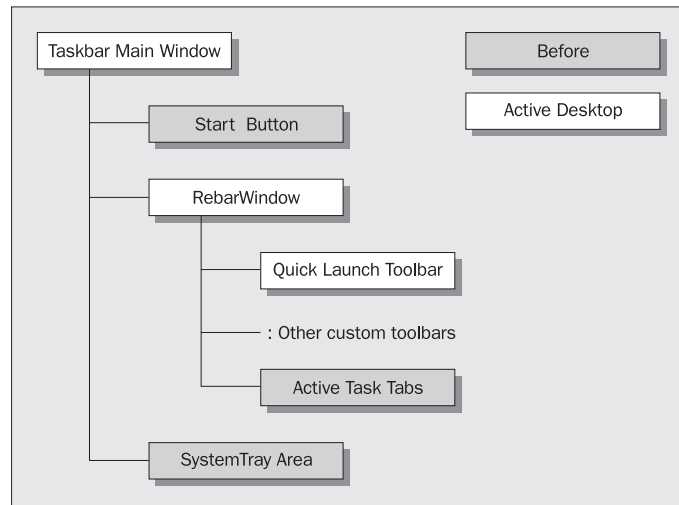 Taskbar Main Window
Before
Active Desktop
Start Button
RebarWindow
Quick Launch Toolbar
: Other custom toolbars
Active Task Tabs
SystemTray Area